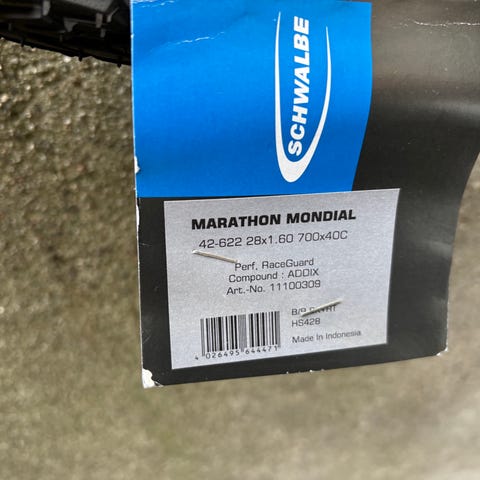 SCHWALBE
MARATHON MONDIAL
42-622 28x1.60 700x40C
Perf, RaceGuard
Compound : ADDIX
Art.-No. 11100309
HS428
Made In Indonesia
4 026495 644471